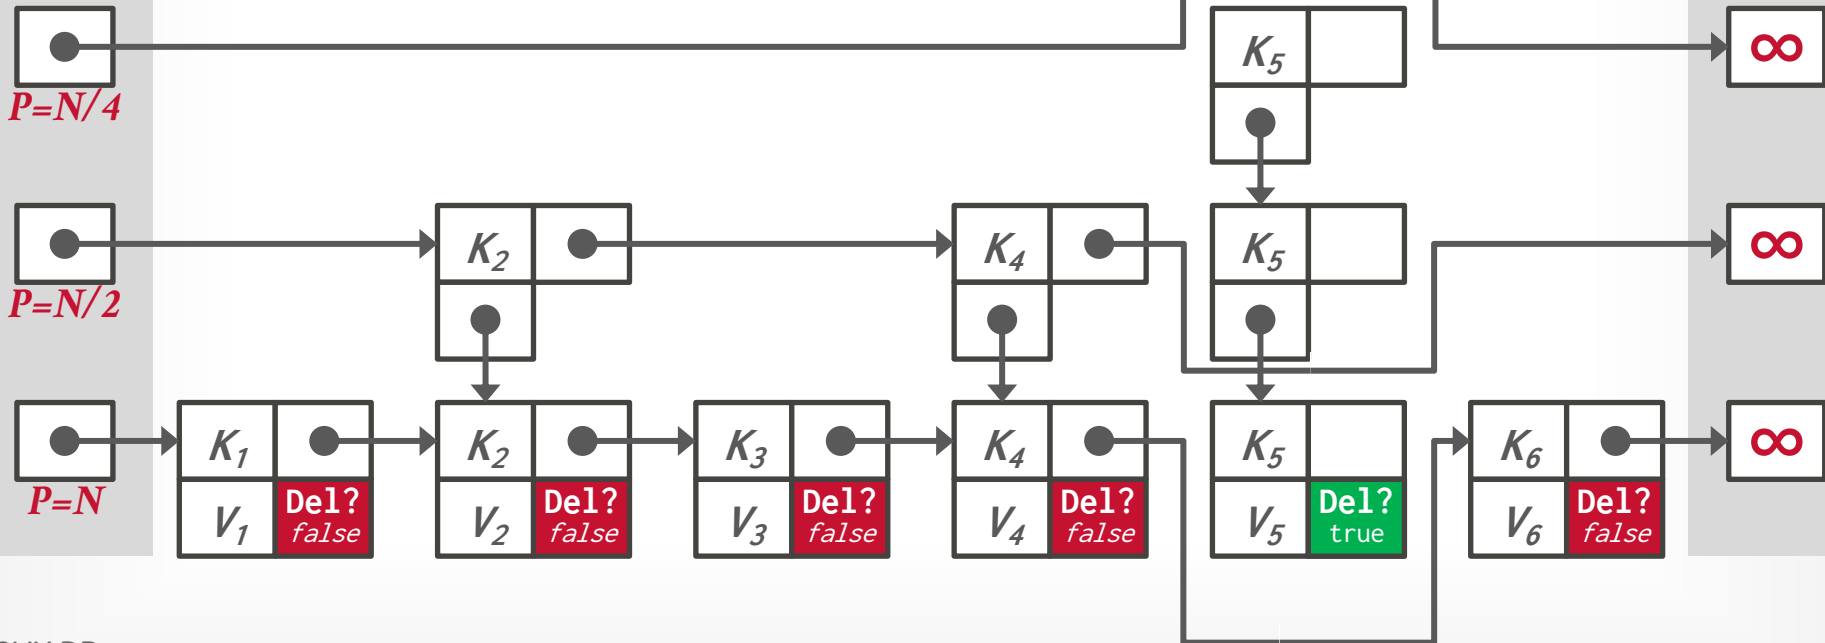 K5 ∞
P=N/4
K2 K4 K5 ∞
P=N/2
K1 K2 K3 K4 K5 K6 ∞
P=N
V1 Del? V2 Del? V3 Del? V4 Del? V5 Del? V6 Del?
false false false false true false